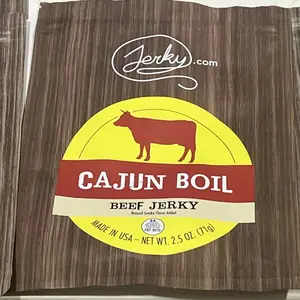 Jerky.com
CAJUN BOIL
BEEF JERKY
Natural Smoke Flavor Added
MADE IN USA - NET WT. 2.5 OZ. (71g)